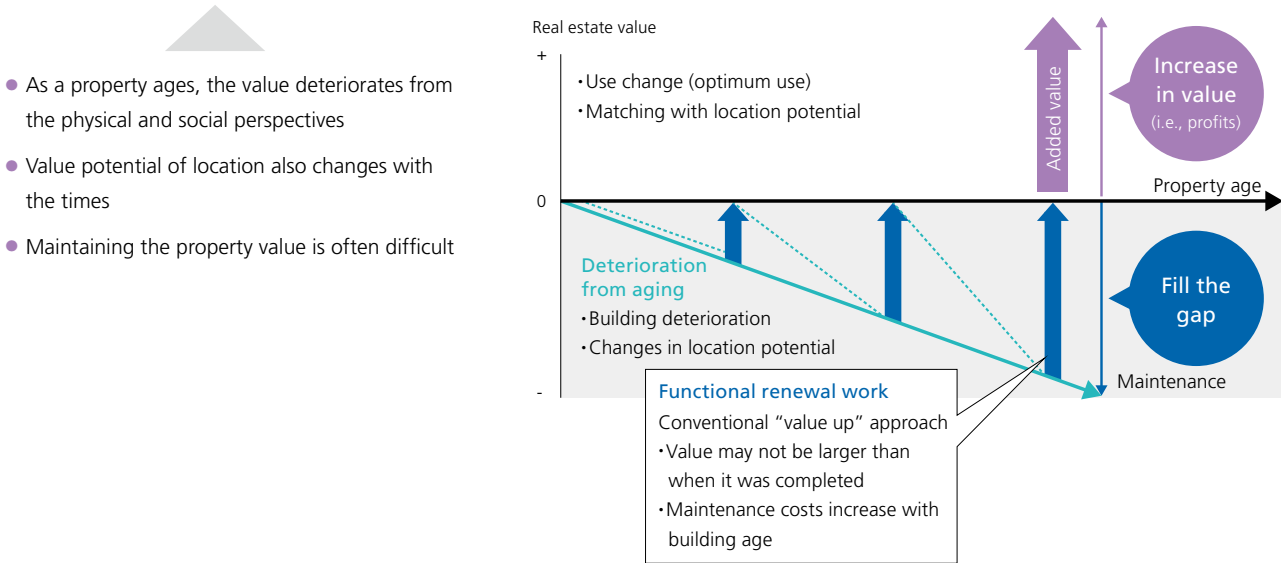 ● As a property ages, the value deteriorates from
the physical and social perspectives
● Value potential of location also changes with
the times
● Maintaining the property value is often difficult
Real estate value
+
・Use change (optimum use)
・Matching with location potential
Added value
Increase
in value
(i.e., profits)
Property age
0
Deterioration
from aging
・Building deterioration
・Changes in location potential
Fill the
gap
Maintenance
-
Functional renewal work
Conventional “value up” approach
・Value may not be larger than
when it was completed
・Maintenance costs increase with
building age